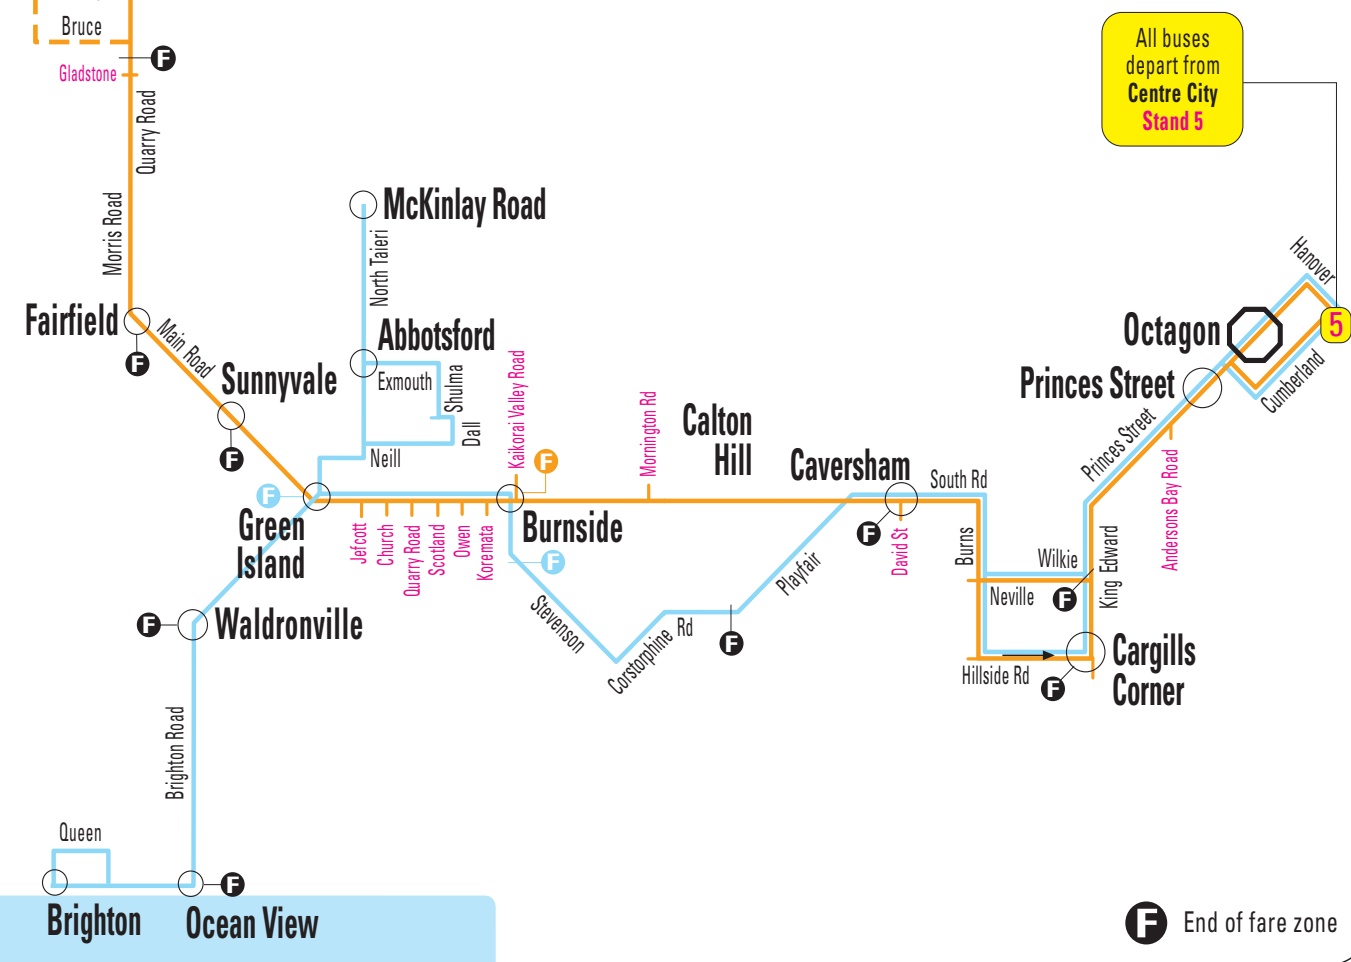 Bruce
F
Gladstone
Quarry Road
Morris Road
All buses
depart from
Centre City
Stand 5
McKinlay Road
North Taieri
Hanover
Fairfield
F
Main Road
Sunnyvale
F
Abbotsford
Exmouth
Shulma
Dall
Neill
Kaikorai Valley Road
F
Mornington Rd
Calton
Hill
Caversham
South Rd
Octagon
5
Princes Street
Cumberland
Princes Street
Andersons Bay Road
F
Green
Island
Jefcott
Church
Quarry Road
Scotland
Owen
Koremata
Burnside
F
Stevenson
Corstorphine Rd
F
Playfair
F
David St
Burns
Wilkie
Neville
F
King Edward
Hillside Rd
F
Cargills
Corner
F
Waldronville
Brighton Road
Queen
F
Brighton
Ocean View
F
End of fare zone